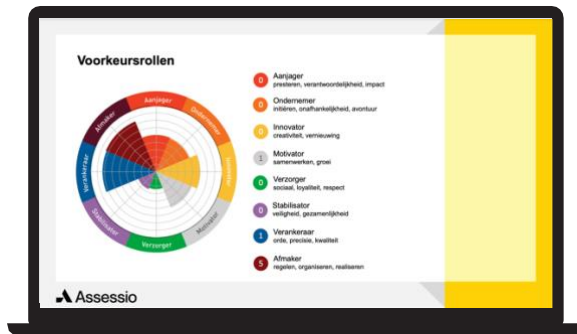 Voorkeursrollen
Aanjager
Ondernemer
Innovator
Motivator
Verzorger
Stabilisator
Verankeraar
Afmaker
0 Aanjager
presteren, verantwoordelijkheid, impact
0 Ondernemer
initiëren, onafhankelijkheid, avontuur
0 Innovator
creativiteit, vernieuwing
1 Motivator
samenwerken, groei
0 Verzorger
sociaal, loyaliteit, respect
0 Stabilisator
veiligheid, gezamenlijkheid
1 Verankeraar
orde, precisie, kwaliteit
5 Afmaker
regelen, organiseren, realiseren
Assessio